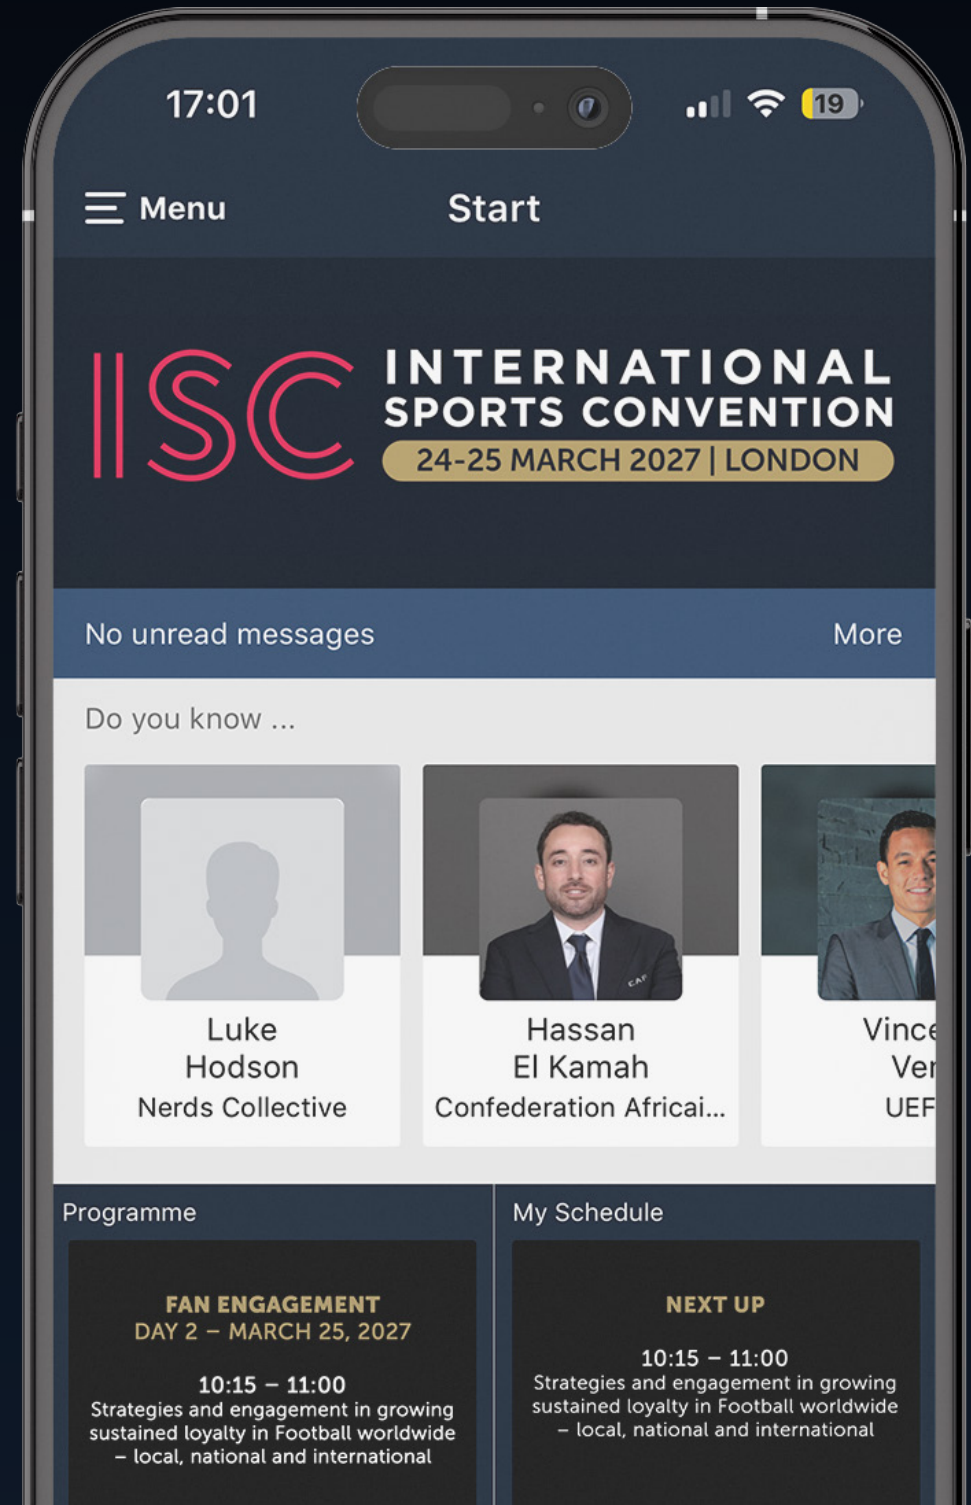 17:01
19
Menu
Start
ISC
INTERNATIONAL
SPORTS CONVENTION
24-25 MARCH 2027 | LONDON
No unread messages
More
Do you know ...
Luke
Hodson
Nerds Collective
Hassan
El Kamah
Confederation Africai...
CAF
Vince
Ver
UEF
Programme
FAN ENGAGEMENT
DAY 2 – MARCH 25, 2027
10:15 – 11:00
Strategies and engagement in growing
sustained loyalty in Football worldwide
– local, national and international
My Schedule
NEXT UP
10:15 – 11:00
Strategies and engagement in growing
sustained loyalty in Football worldwide
– local, national and international